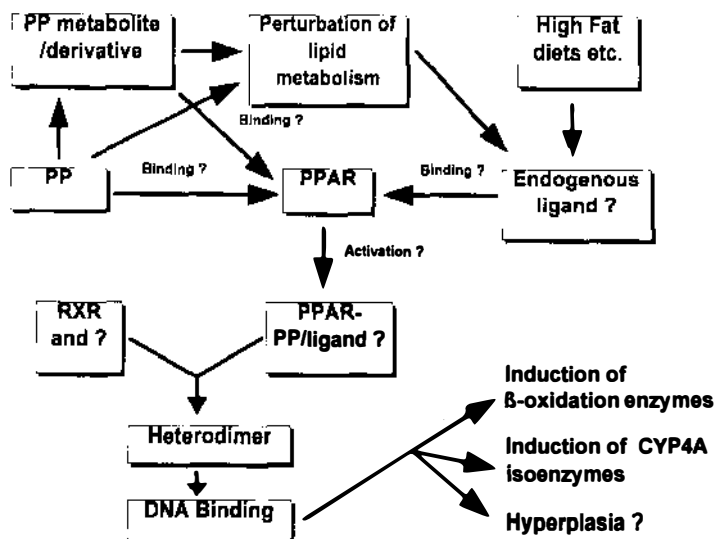 PP metabolite
/derivative
Perturbation of
lipid
metabolism
High Fat
diets etc.
Binding ?
PP
Binding ?
PPAR
Binding ?
Endogenous
ligand ?
Activation ?
RXR
and ?
PPAR-
PP/ligand ?
Heterodimer
DNA Binding
Induction of
ß-oxidation enzymes
Induction of CYP4A
isoenzymes
Hyperplasia ?